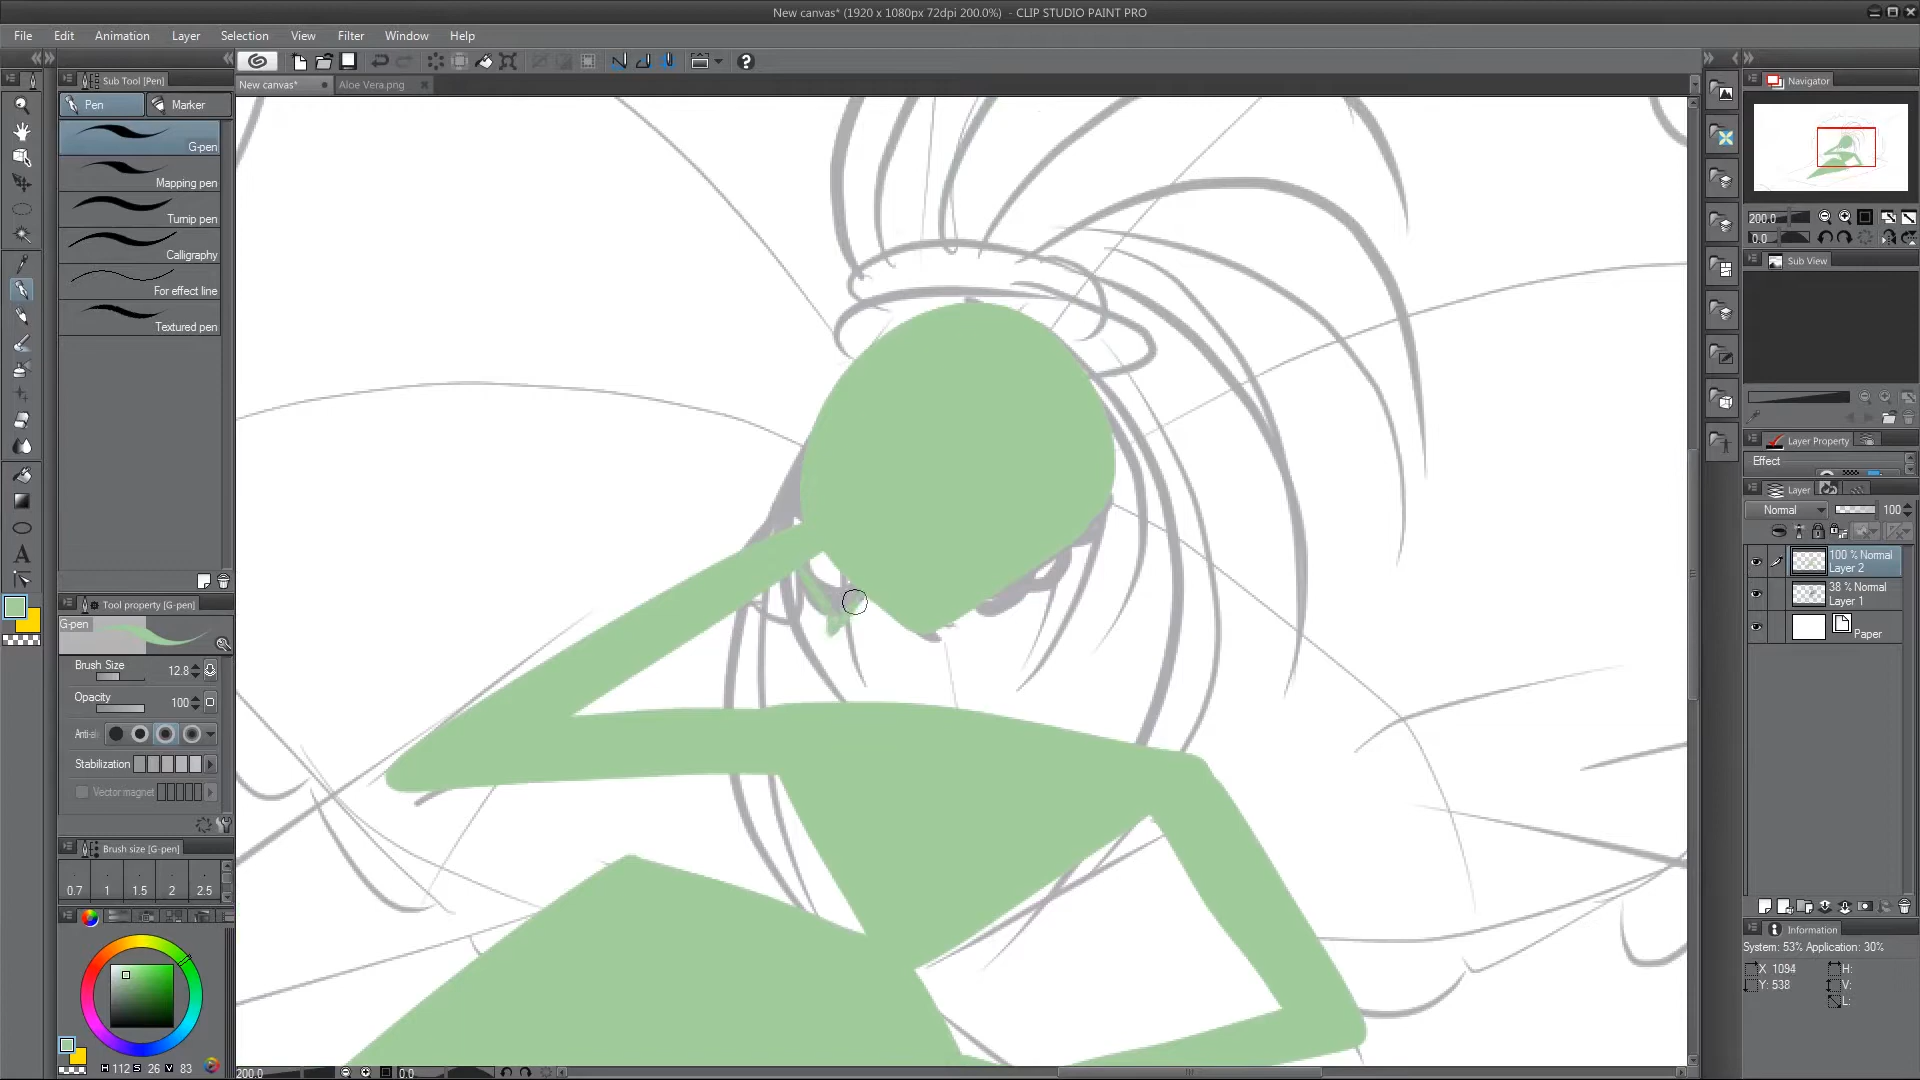 New canvas* (1920 x 1080px 72dpi 200.0%)  - CLIP STUDIO PAINT PRO
File Edit Animation Layer Selection View Filter Window Help
Sub Tool [Pen]
New canvas* Aloe Vera.png
Navigator
Pen Marker
G-pen
Mapping pen
Turnip pen
Calligraphy
For effect line
Textured pen
200.0
0.0
Sub View
Layer Property
Effect
Layer
Normal 100
100 % Normal
Layer 2
38 % Normal
Layer 1
Paper
Tool property [G-pen]
G-pen
Brush Size 12.8
Opacity 100
Anti-
Stabilization
Vector magnet
Brush size [G-pen]
0.7 1 1.5 2 2.5
Information
System: 53% Application: 30%
X 1094 H:
Y: 538 V:
L:
H 112 S 26 V 83
200.0 0.0